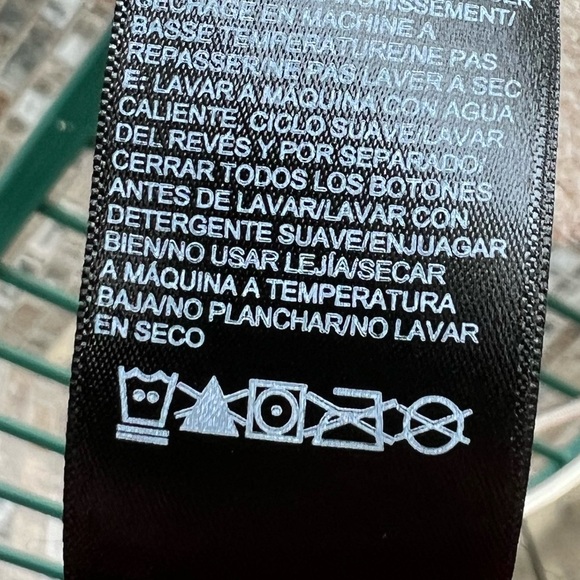 BLANCHISSEMENT/
SECHAGE EN MACHINE A
BASSE TEMPERATURE/NE PAS
REPASSER/NE PAS LAVER A SEC
E: LAVAR A MAQUINA CON AGUA
CALIENTE, CICLO SUAVE/LAVAR
DEL REVÉS Y POR SEPARADO/
CERRAR TODOS LOS BOTONES
ANTES DE LAVAR/LAVAR CON
DETERGENTE SUAVE/ENJUAGAR
BIEN/NO USAR LEJÍA/SECAR
A MÁQUINA A TEMPERATURA
BAJA/NO PLANCHAR/NO LAVAR
EN SECO